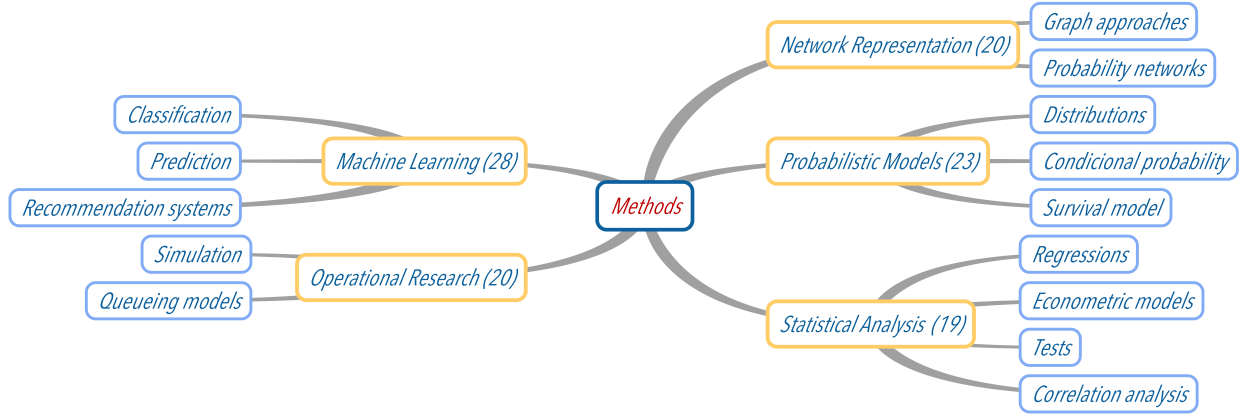 Methods
Network Representation (20)
Graph approaches
Probability networks
Probabilistic Models (23)
Distributions
Condicional probability
Survival model
Statistical Analysis (19)
Regressions
Econometric models
Tests
Correlation analysis
Machine Learning (28)
Classification
Prediction
Recommendation systems
Operational Research (20)
Simulation
Queueing models